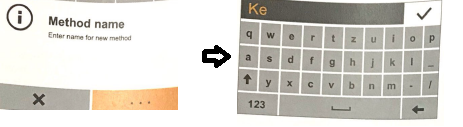 i
Method name
Enter name for new method
...
Ke
q w e r t z u i o p
a s d f g h j k l _
y x c v b n m - /
123